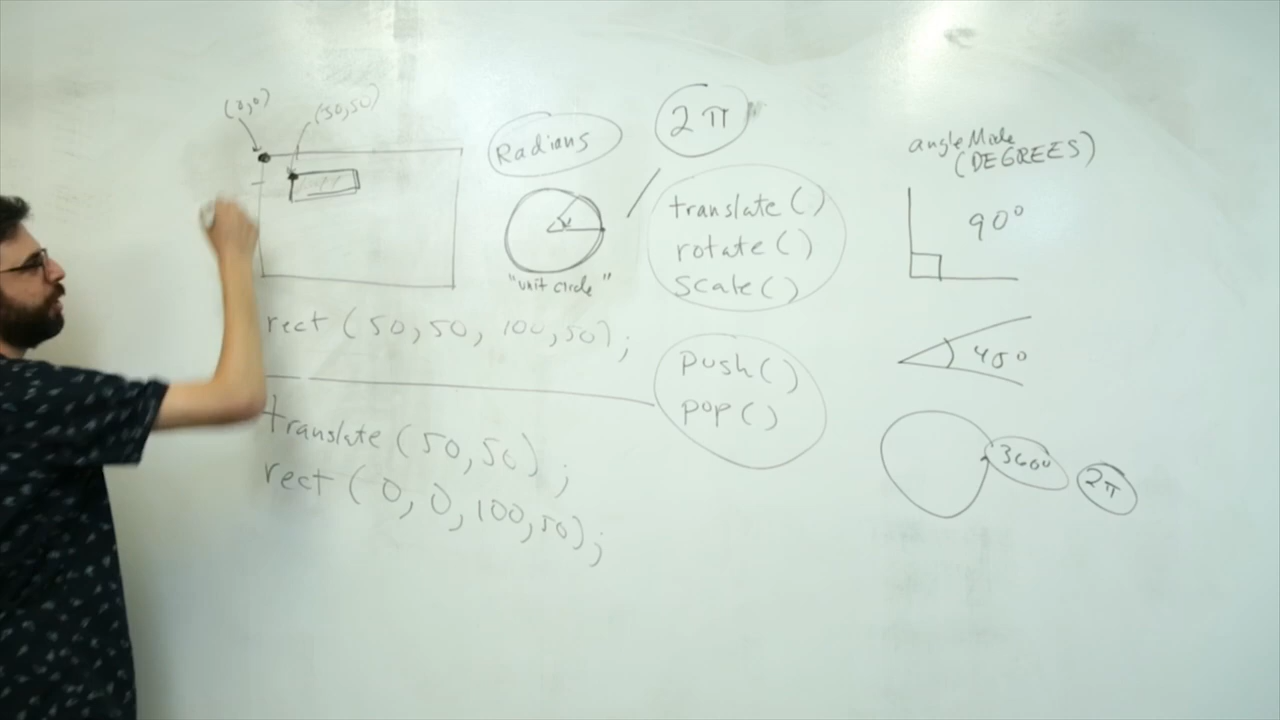 (0,0)
(50,50)
Radians
"unit circle"
2π
translate()
rotate()
scale()
push()
pop()
rect (50,50,100,50);
translate (50,50);
rect (0,0,100,50);
angleMode
(DEGREES)
90°
45°
360°
2π